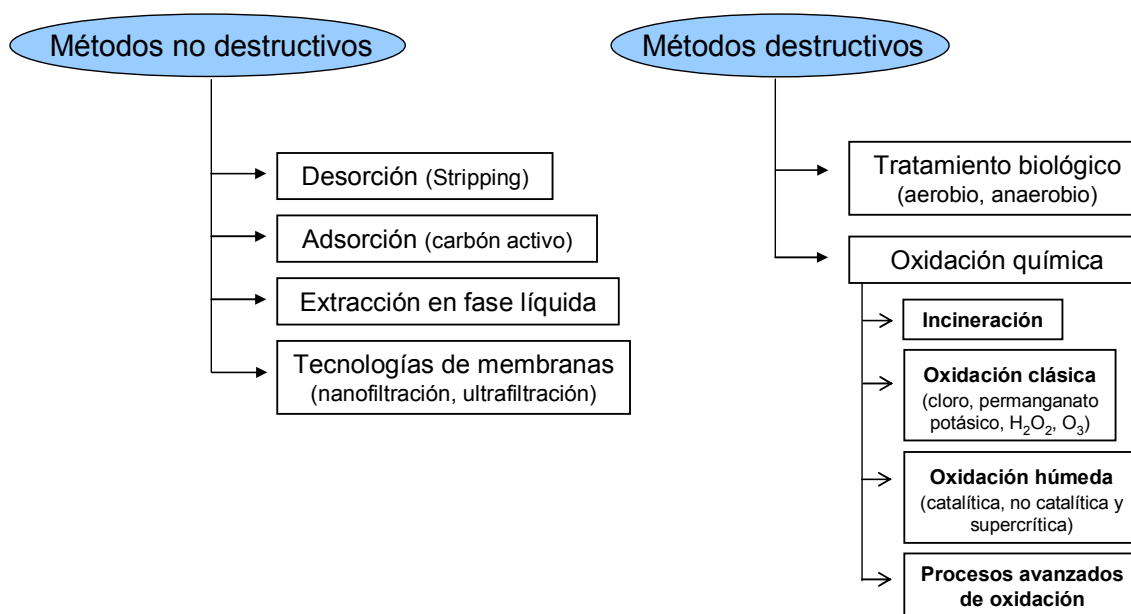 Métodos no destructivos
Desorción (Stripping)
Adsorción (carbón activo)
Extracción en fase líquida
Tecnologías de membranas
(nanofiltración, ultrafiltración)
Métodos destructivos
Tratamiento biológico
(aerobio, anaerobio)
Oxidación química
Incineración
Oxidación clásica
(cloro, permanganato
potásico, H₂O₂, O₃)
Oxidación húmeda
(catalítica, no catalítica y
supercrítica)
Procesos avanzados
de oxidación